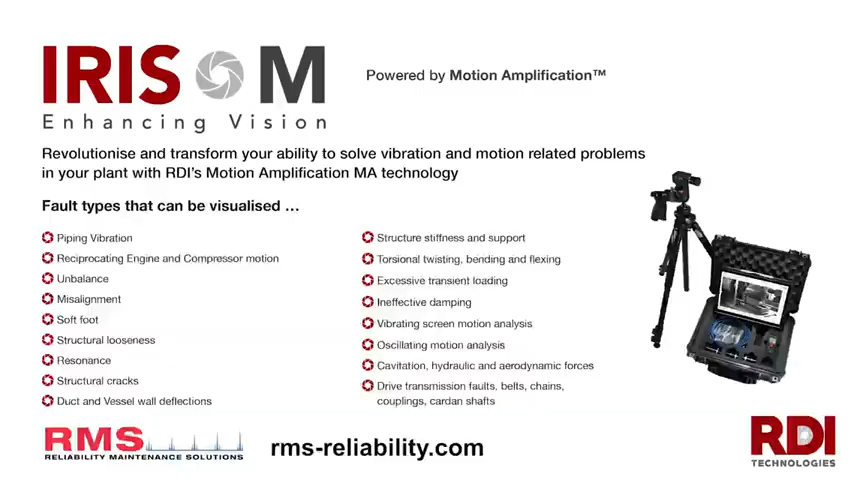 IRIS M
Enhancing Vision
Powered by Motion Amplification™
Revolutionise and transform your ability to solve vibration and motion related problems
in your plant with RDI's Motion Amplification MA technology
Fault types that can be visualised ...
Piping Vibration
Reciprocating Engine and Compressor motion
Unbalance
Misalignment
Soft foot
Structural looseness
Resonance
Structural cracks
Duct and Vessel wall deflections
Structure stiffness and support
Torsional twisting, bending and flexing
Excessive transient loading
Ineffective damping
Vibrating screen motion analysis
Oscillating motion analysis
Cavitation, hydraulic and aerodynamic forces
Drive transmission faults, belts, chains,
couplings, cardan shafts
RMS
RELIABILITY MAINTENANCE SOLUTIONS
rms-reliability.com
RDI
TECHNOLOGIES